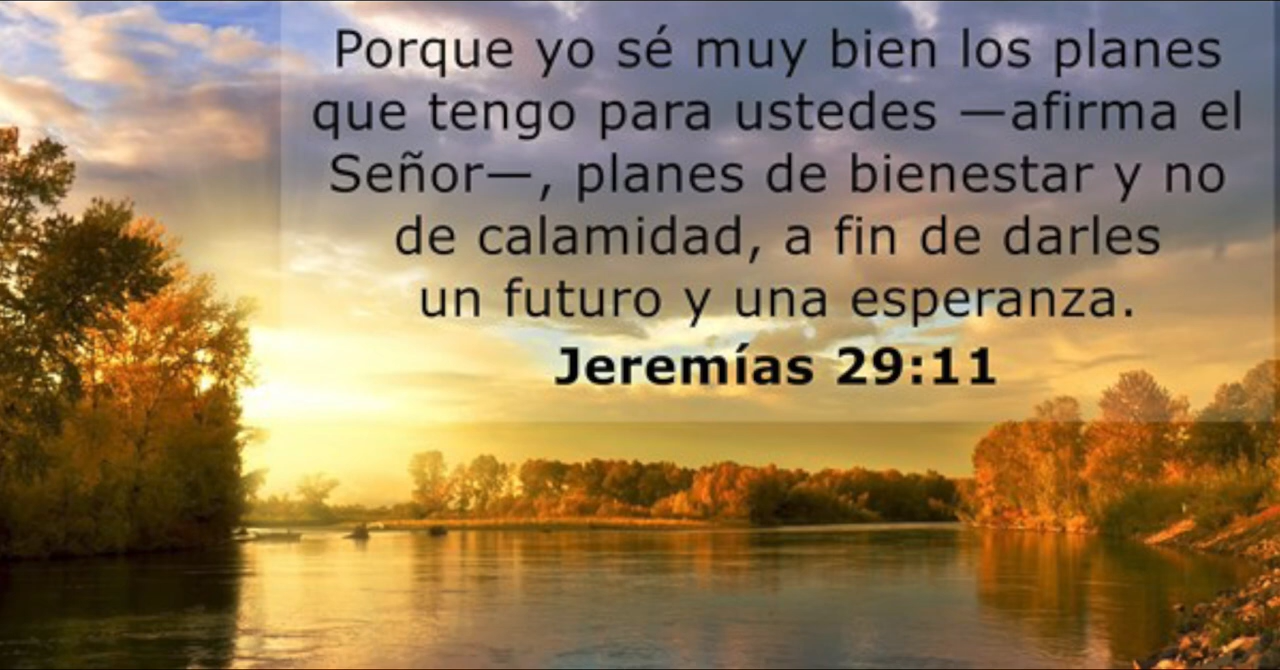 Porque yo sé muy bien los planes
que tengo para ustedes —afirma el
Señor—, planes de bienestar y no
de calamidad, a fin de darles
un futuro y una esperanza.
Jeremías 29:11